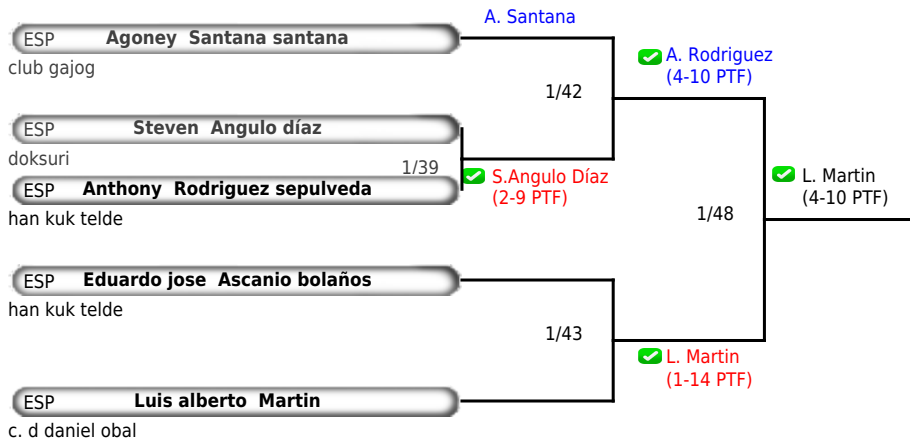 A. Santana
ESP Agoney Santana santana
club gajog
A. Rodriguez
(4-10 PTF)
1/42
ESP Steven Angulo díaz
doksuri
1/39
S.Angulo Díaz
(2-9 PTF)
ESP Anthony Rodriguez sepulveda
han kuk telde
L. Martin
(4-10 PTF)
1/48
ESP Eduardo jose Ascanio bolaños
han kuk telde
1/43
L. Martin
(1-14 PTF)
ESP Luis alberto Martin
c. d daniel obal